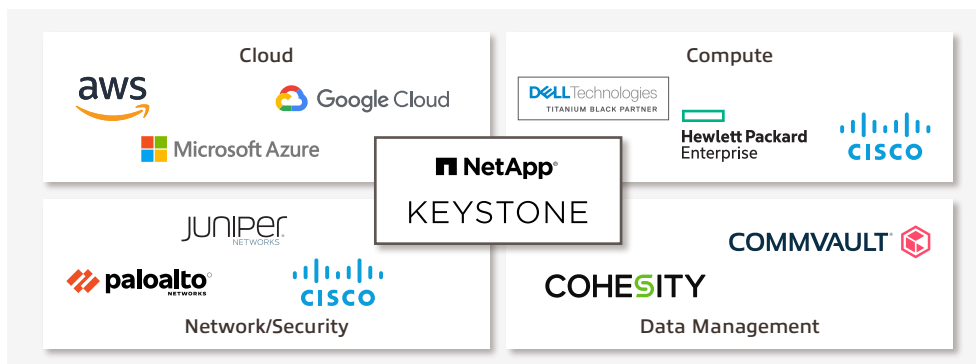 Cloud
aws
Google Cloud
Microsoft Azure
Compute
DELLTechnologies
TITANIUM BLACK PARTNER
Hewlett Packard
Enterprise
CISCO
NetApp®
KEYSTONE
JUNIPER
NETWORKS
paloalto
NETWORKS
CISCO
Network/Security
COMMVAULT
COHESITY
Data Management